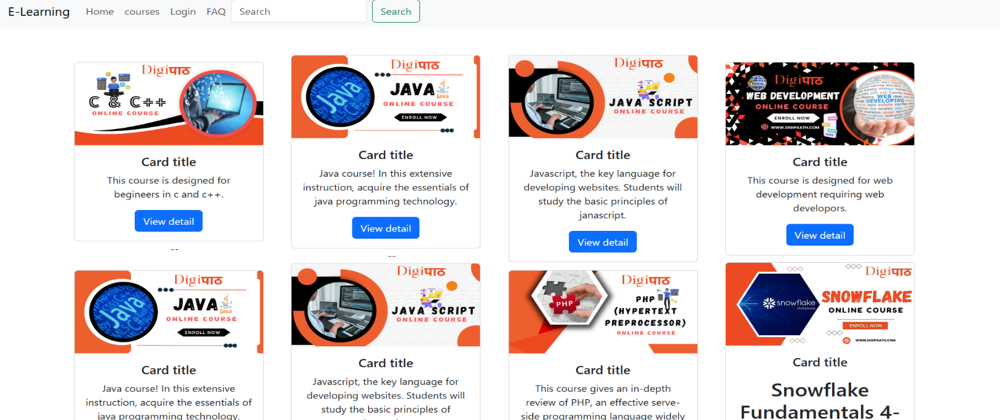 E-Learning Home courses Login FAQ Search Search
Digiपाठ
C & C++
ONLINE COURSE
Card title
This course is designed for
begineers in c and c++.
View detail
--
Digiपाठ
Java
JAVA
Java
ONLINE COURSE
ENROLL NOW
Card title
Java course! In this extensive
instruction, acquire the essentials of
java programming technology.
View detail
--
Digiपाठ
JAVA SCRIPT
ONLINE COURSE
Card title
Javascript, the key language for
developing websites. Students will
study the basic principles of
janascript.
View detail
Digiपाठ
WEB DEVELOPMENT
ONLINE COURSE
ENROLL NOW
WWW.DIGIPAATH.COM
WEB
DEVELOPING
Card title
This course is designed for web
development requiring web
developors.
View detail
Digiपाठ
Java
JAVA
Java
ONLINE COURSE
ENROLL NOW
Card title
Java course! In this extensive
instruction, acquire the essentials of
java programming technology.
Digiपाठ
JAVA SCRIPT
ONLINE COURSE
Card title
Javascript, the key language for
developing websites. Students will
study the basic principles of
Digiपाठ
PHP
PHP
(HYPERTEXT
PREPROCESSOR)
ONLINE COURSE
Card title
This course gives an in-depth
review of PHP, an effective serve-
side programming language widely
Digiपाठ
snowflake
Database
SNOWFLAKE
ONLINE COURSE
ENROLL NOW
WWW.DIGIPAATH.COM
Card title
Snowflake
Fundamentals 4-